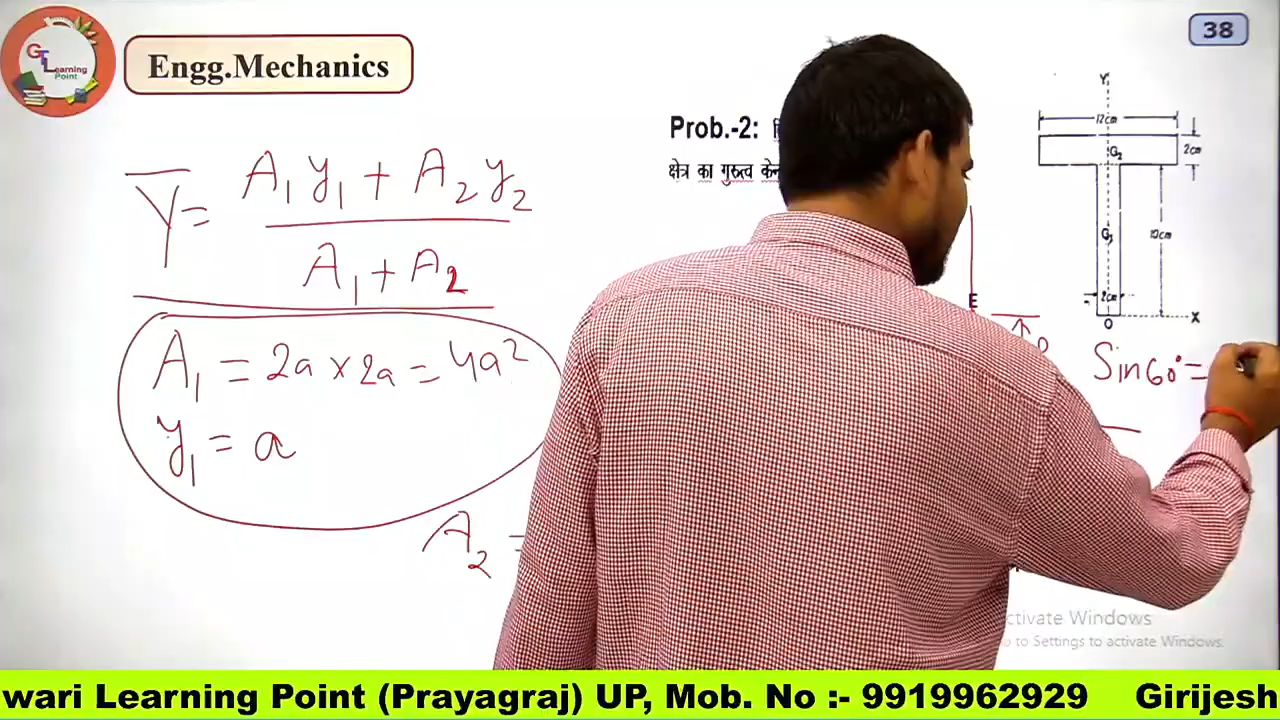 GT Learning Point
Engg.Mechanics
38
Prob.-2:
क्षेत्र का गुरुत्व
Y
12cm
G₂
2cm
G₁
10cm
2cm
X
O
E
Y̅ = A₁y₁ + A₂y₂
A₁ + A₂
A₁ = 2a × 2a = 4a²
y₁ = a
A₂ =
Sin60° =
Activate Windows
to Settings to activate Windows.
wari Learning Point (Prayagraj) UP, Mob. No :- 9919962929 Girijesh